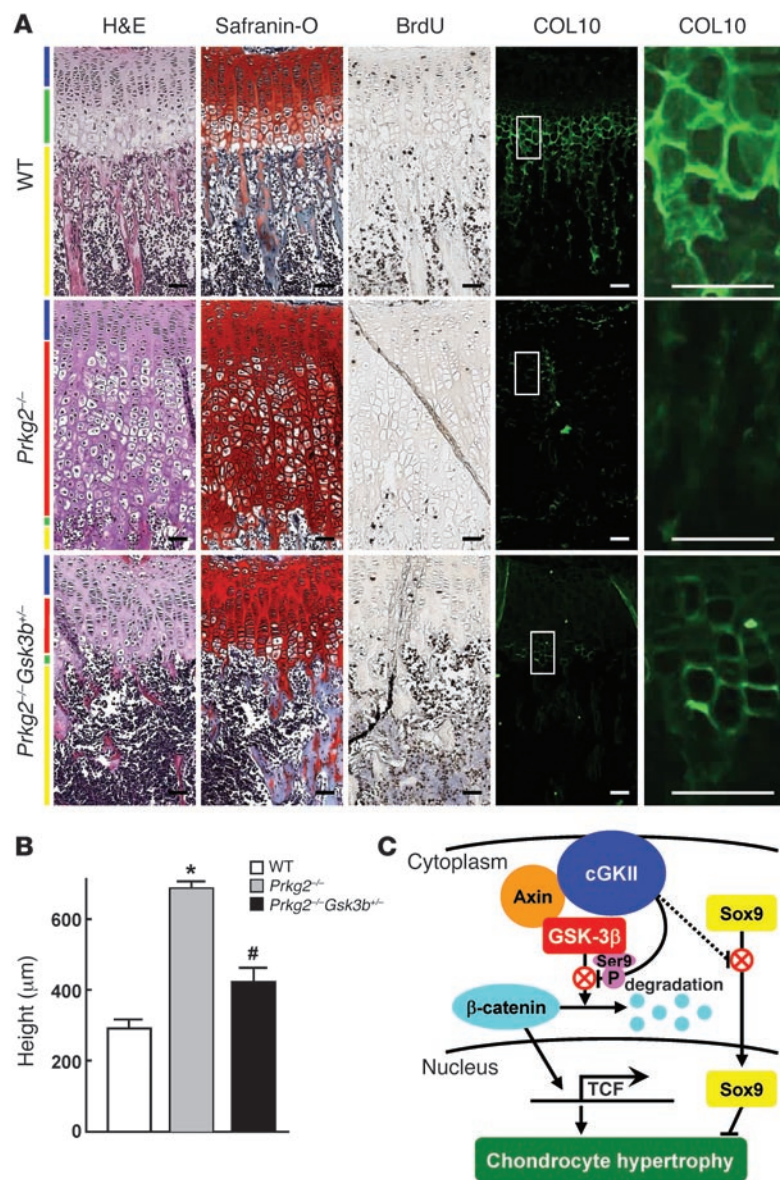 A
H&E Safranin-O BrdU COL10 COL10
WT
Prkg2–/–
Prkg2–/–Gsk3b+/–
B
WT
Prkg2–/–
Prkg2–/–Gsk3b+/–
Height (μm)
600
400
200
0
*
#
C
Cytoplasm
cGKII
Axin
GSK-3β
Ser9
P
Sox9
degradation
β-catenin
Nucleus
TCF
Sox9
Chondrocyte hypertrophy